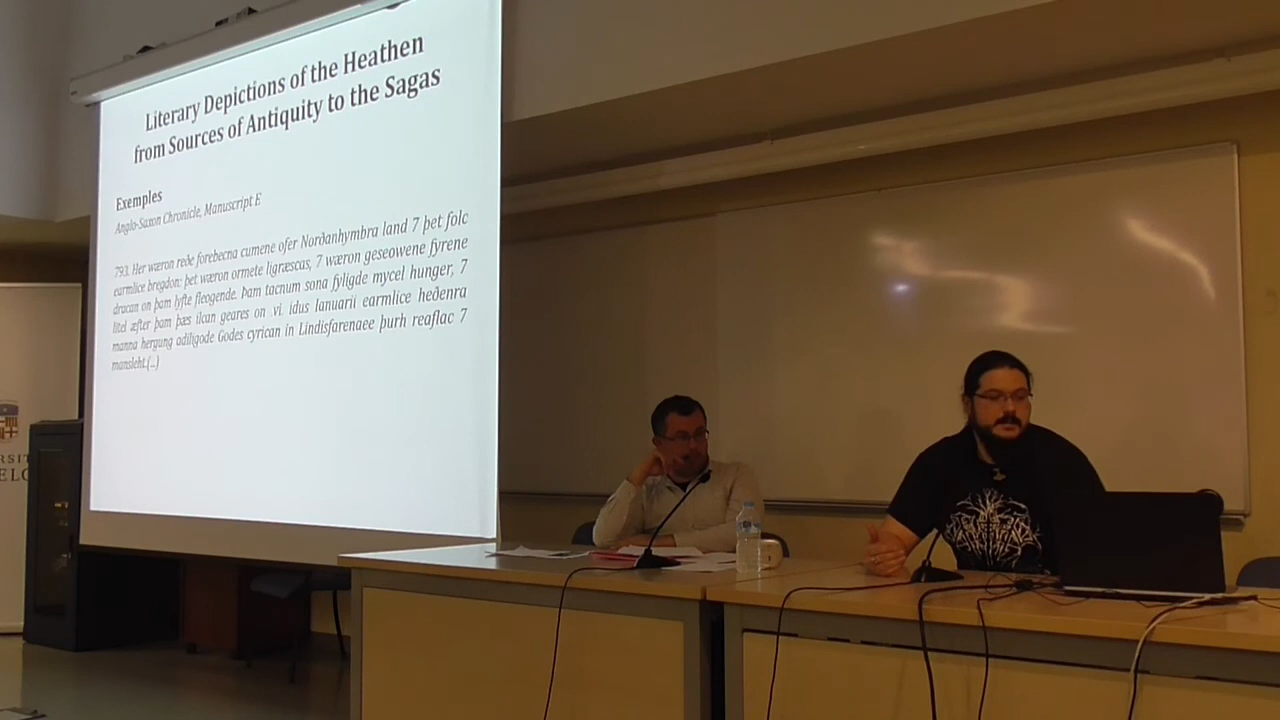 Literary Depictions of the Heathen
from Sources of Antiquity to the Sagas
Exemples
Anglo-Saxon Chronicle, Manuscript E
793. Her wæron reðe forebecna cumene ofer Norðanhymbra land 7 þet folc
earmlice bregdon: þet wæron ormete ligræscas, 7 wæron geseowene fyrene
dracan on þam lyfte fleogende. Þam tacnum sona fyligde mycel hunger, 7
litel æfter þam þæs ilcan geares on .vi. idus Ianuarii earmlice heðenra
manna hergung adiligode Godes cyrican in Lindisfarenaee þurh reaflac 7
mansleht.(...)
RSIT
ELO